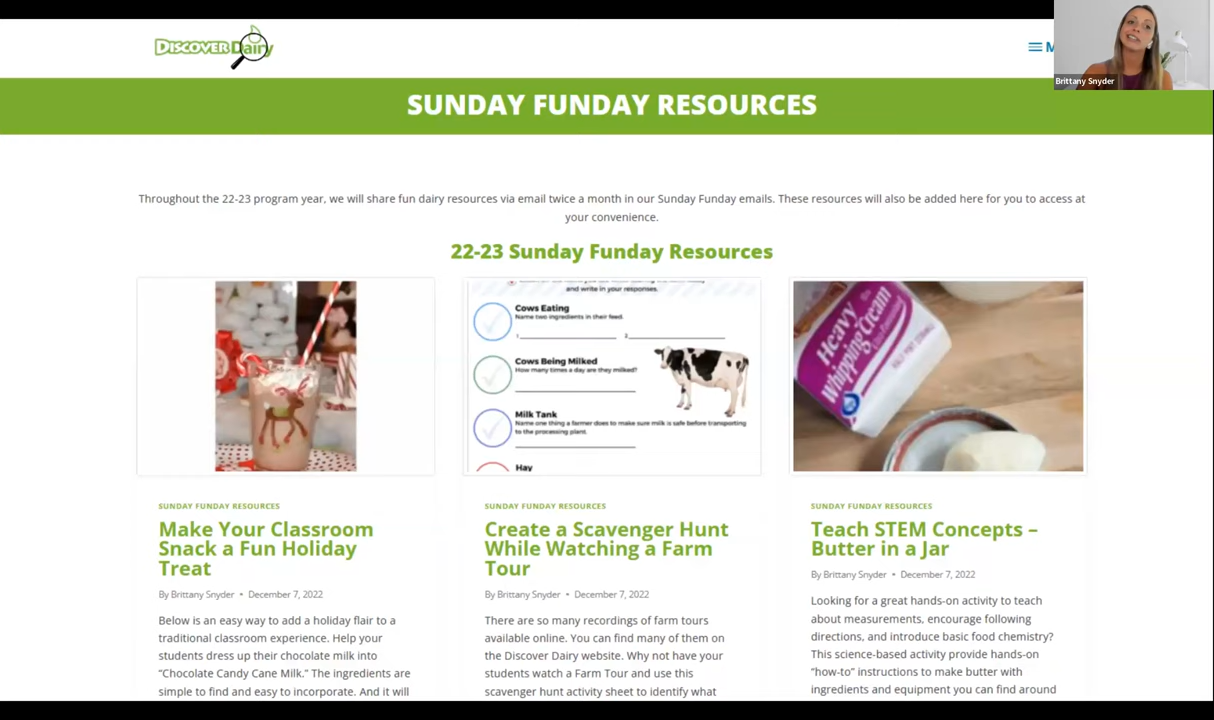 DISCOVER Dairy
M
Brittany Snyder
SUNDAY FUNDAY RESOURCES
Throughout the 22-23 program year, we will share fun dairy resources via email twice a month in our Sunday Funday emails. These resources will also be added here for you to access at
your convenience.
22-23 Sunday Funday Resources
Heavy
Whipping Cream
and write in your responses.
Cows Eating
Name two ingredients in their feed.
1. 2.
Cows Being Milked
How many times a day are they milked?
Milk Tank
Name one thing a farmer does to make sure milk is safe before transporting
to the processing plant.
Hay
SUNDAY FUNDAY RESOURCES
Make Your Classroom
Snack a Fun Holiday
Treat
By Brittany Snyder • December 7, 2022
Below is an easy way to add a holiday flair to a
traditional classroom experience. Help your
students dress up their chocolate milk into
“Chocolate Candy Cane Milk.” The ingredients are
simple to find and easy to incorporate. And it will
SUNDAY FUNDAY RESOURCES
Create a Scavenger Hunt
While Watching a Farm
Tour
By Brittany Snyder • December 7, 2022
There are so many recordings of farm tours
available online. You can find many of them on
the Discover Dairy website. Why not have your
students watch a Farm Tour and use this
scavenger hunt activity sheet to identify what
SUNDAY FUNDAY RESOURCES
Teach STEM Concepts –
Butter in a Jar
By Brittany Snyder • December 7, 2022
Looking for a great hands-on activity to teach
about measurements, encourage following
directions, and introduce basic food chemistry?
This science-based activity provide hands-on
“how-to” instructions to make butter with
ingredients and equipment you can find around